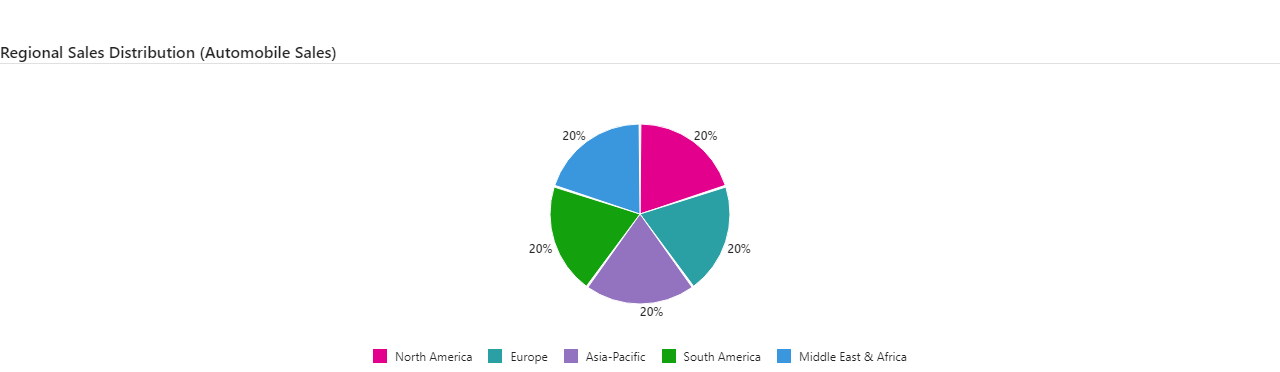 Regional Sales Distribution (Automobile Sales)
20% 20%
20% 20%
20%
North America Europe Asia-Pacific South America Middle East & Africa